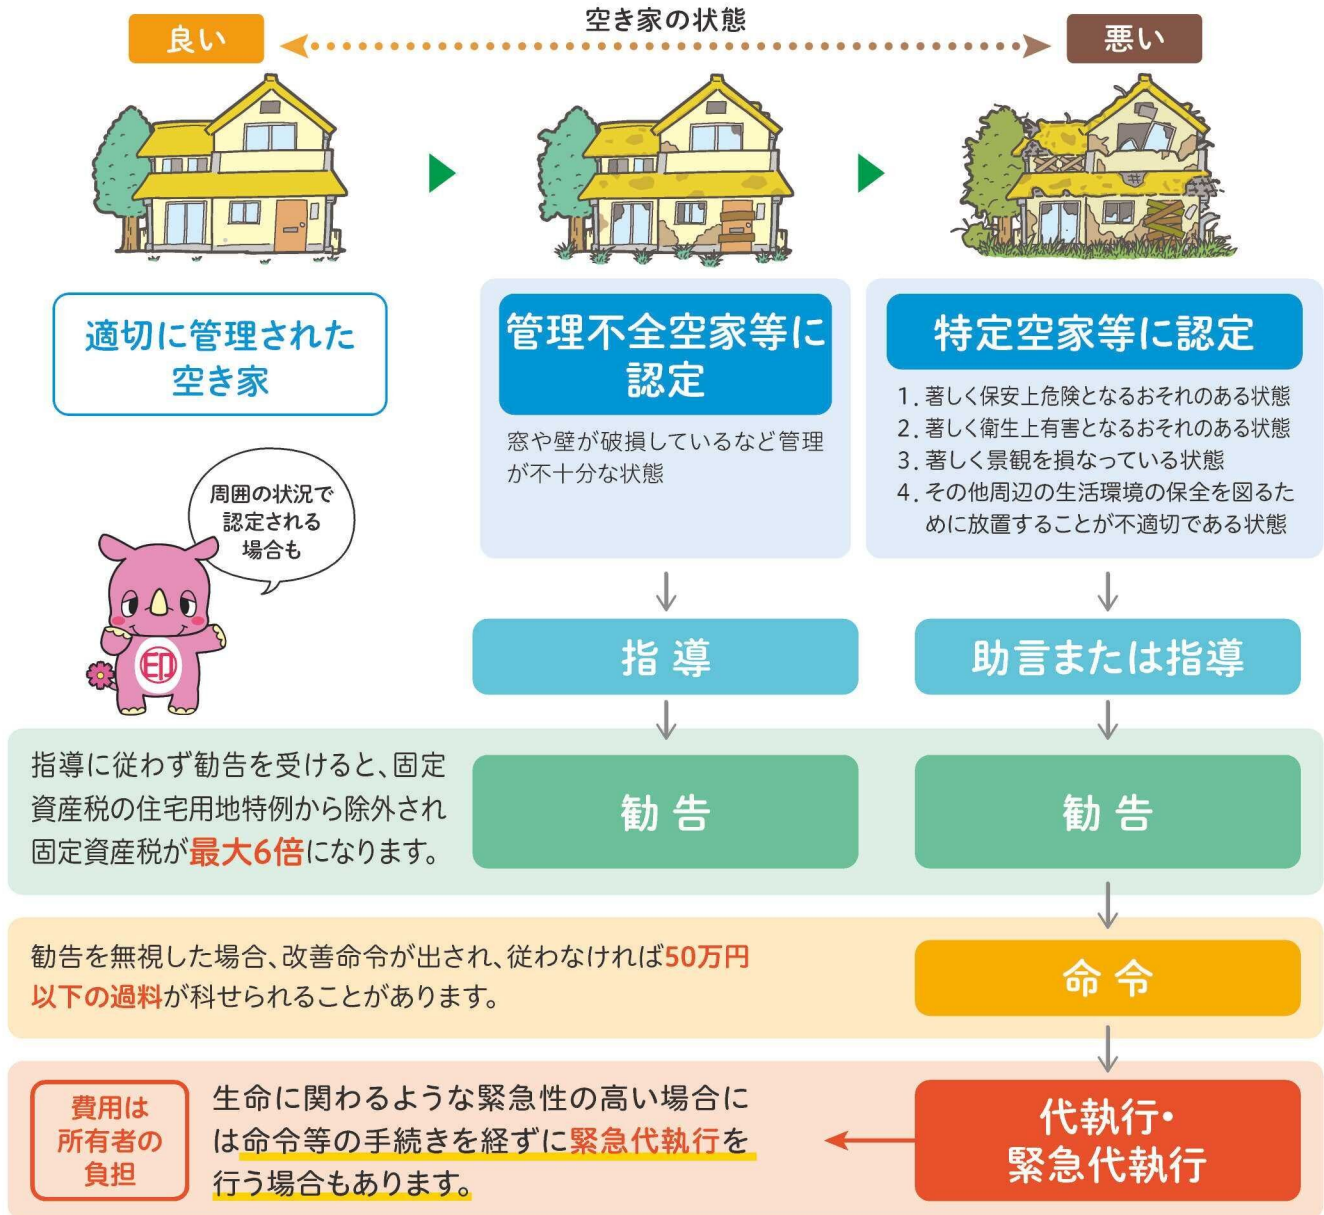 空き家の状態
良い
悪い
適切に管理された
空き家
管理不全空家等に
認定
窓や壁が破損しているなど管理
が不十分な状態
特定空家等に認定
1. 著しく保安上危険となるおそれのある状態
2. 著しく衛生上有害となるおそれのある状態
3. 著しく景観を損なっている状態
4. その他周辺の生活環境の保全を図るた
めに放置することが不適切である状態
周囲の状況で
認定される
場合も
印
指導
助言または指導
指導に従わず勧告を受けると、固定
資産税の住宅用地特例から除外され
固定資産税が最大6倍になります。
勧告
勧告
勧告を無視した場合、改善命令が出され、従わなければ50万円
以下の過料が科せられることがあります。
命令
費用は
所有者の
負担
生命に関わるような緊急性の高い場合に
は命令等の手続きを経ずに緊急代執行を
行う場合もあります。
代執行・
緊急代執行